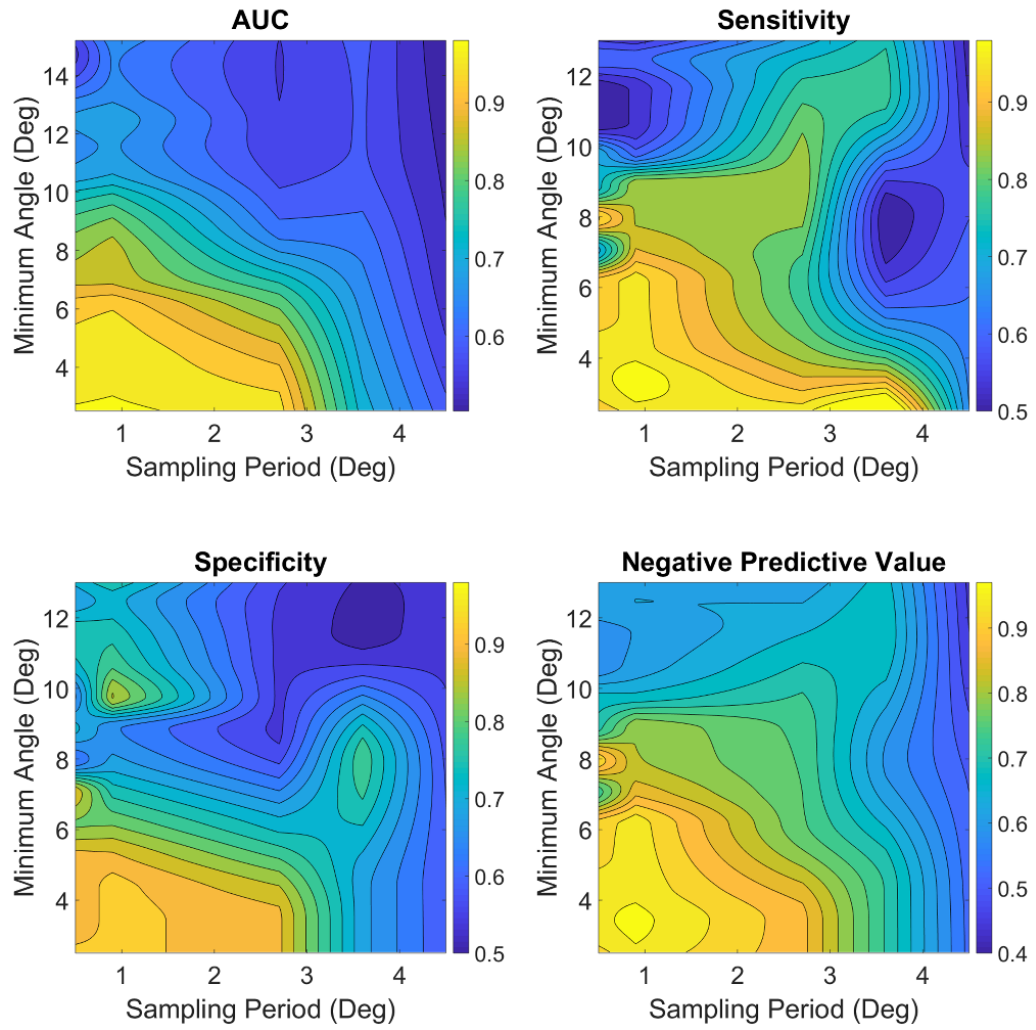 AUC
14
12
10
8
6
4
Minimum Angle (Deg)
1 2 3 4
Sampling Period (Deg)
0.9
0.8
0.7
0.6
Sensitivity
12
10
8
6
4
Minimum Angle (Deg)
1 2 3 4
Sampling Period (Deg)
0.9
0.8
0.7
0.6
0.5
Specificity
12
10
8
6
4
Minimum Angle (Deg)
1 2 3 4
Sampling Period (Deg)
0.9
0.8
0.7
0.6
0.5
Negative Predictive Value
12
10
8
6
4
Minimum Angle (Deg)
1 2 3 4
Sampling Period (Deg)
0.9
0.8
0.7
0.6
0.5
0.4